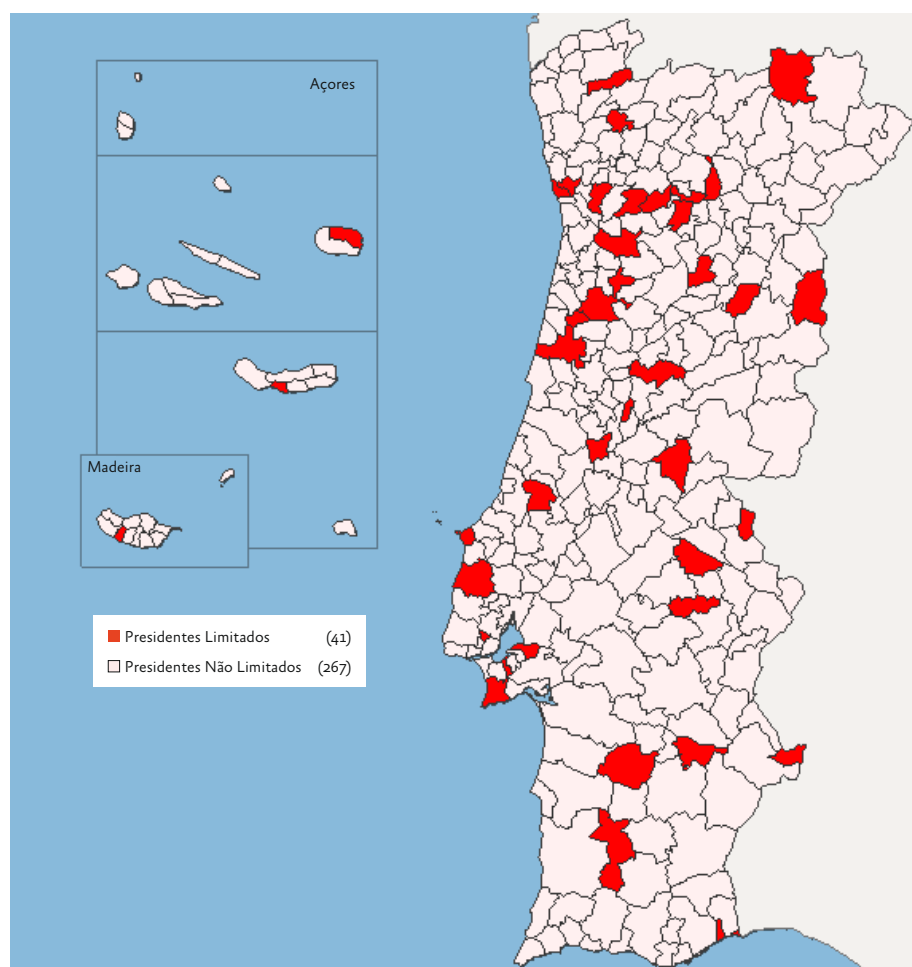 Açores
Madeira
Presidentes Limitados (41)
Presidentes Não Limitados (267)